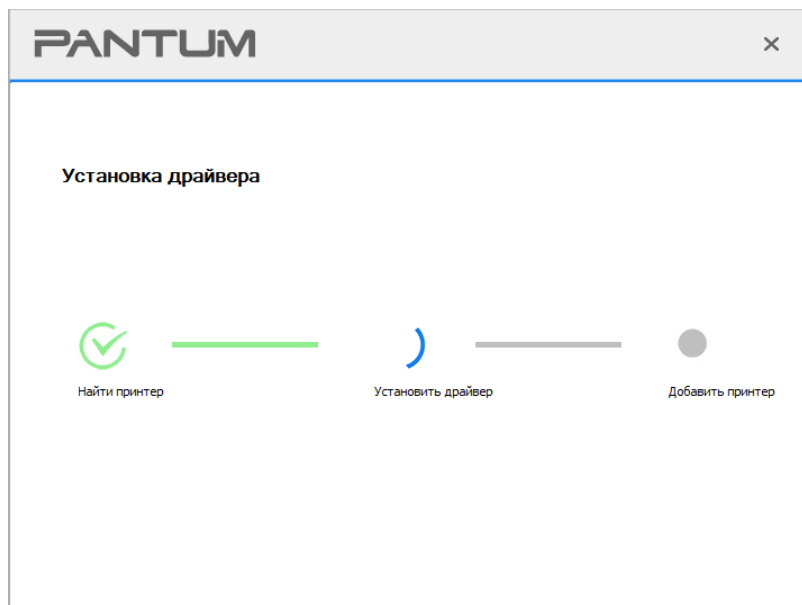 PANTUM
Установка драйвера
Найти принтер
Установить драйвер
Добавить принтер